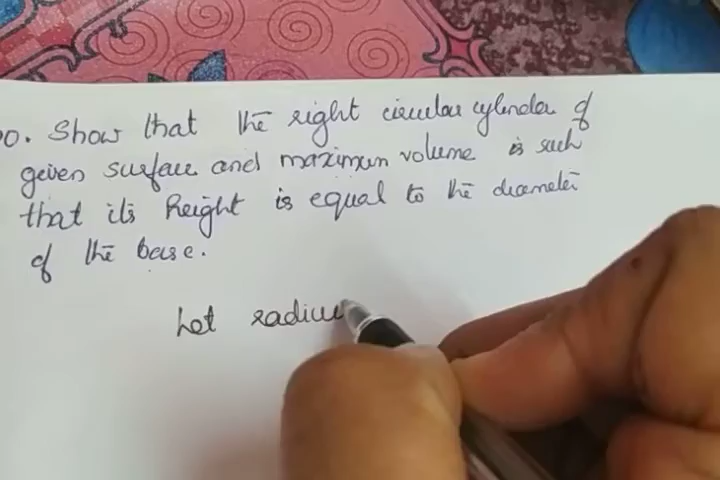 0. Show that the right circular cylinder of
given surface and maximum volume is such
that its height is equal to the diameter
of the base.
Let radius